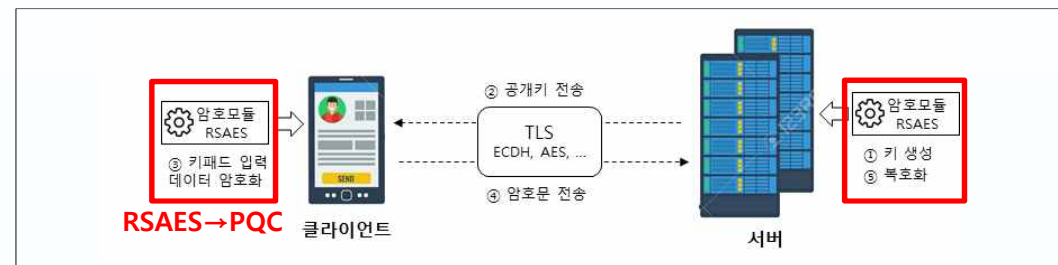 암호모듈
RSAES
③ 키패드 입력
데이터 암호화
RSAES→PQC
SEND
클라이언트
② 공개키 전송
TLS
ECDH, AES, ...
④ 암호문 전송
서버
암호모듈
RSAES
① 키 생성
⑤ 복호화